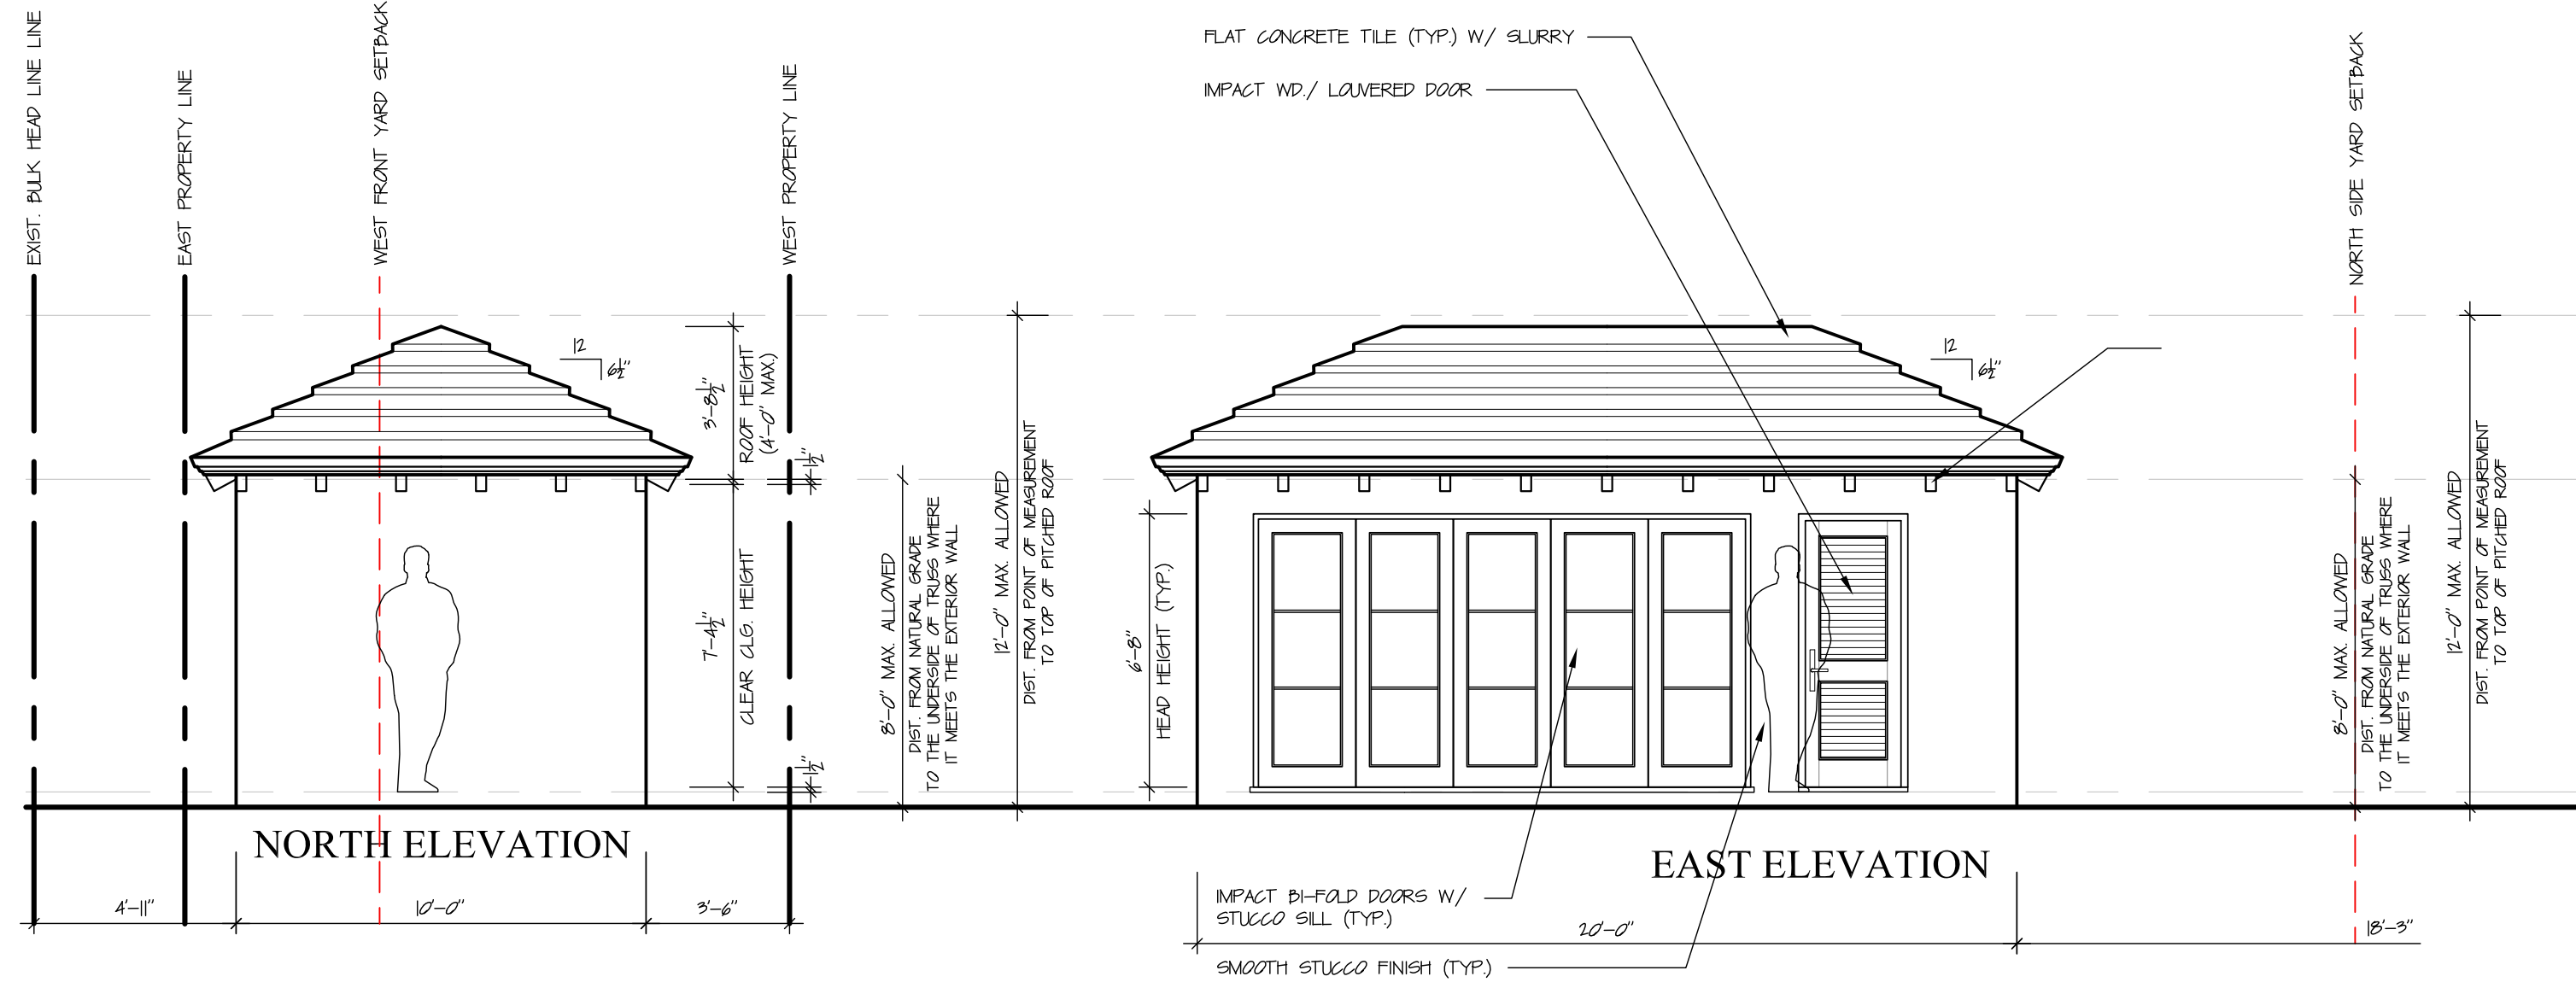 EXIST. BULK HEAD LINE LINE
EAST PROPERTY LINE
WEST FRONT YARD SETBACK
WEST PROPERTY LINE
12
6½"
3'-8½"
ROOF HEIGHT
(4'-0" MAX.)
1½"
7'-4½"
CLEAR CLG. HEIGHT
1½"
8'-0" MAX. ALLOWED
DIST. FROM NATURAL GRADE
TO THE UNDERSIDE OF TRUSS WHERE
IT MEETS THE EXTERIOR WALL
12'-0" MAX. ALLOWED
DIST. FROM POINT OF MEASUREMENT
TO TOP OF PITCHED ROOF
NORTH ELEVATION
4'-11"
10'-0"
3'-6"
FLAT CONCRETE TILE (TYP.) W/ SLURRY
IMPACT WD./ LOUVERED DOOR
12
6½"
6'-8"
HEAD HEIGHT (TYP.)
NORTH SIDE YARD SETBACK
8'-0" MAX. ALLOWED
DIST. FROM NATURAL GRADE
TO THE UNDERSIDE OF TRUSS WHERE
IT MEETS THE EXTERIOR WALL
12'-0" MAX. ALLOWED
DIST. FROM POINT OF MEASUREMENT
TO TOP OF PITCHED ROOF
EAST ELEVATION
IMPACT BI-FOLD DOORS W/
STUCCO SILL (TYP.)
20'-0"
18'-3"
SMOOTH STUCCO FINISH (TYP.)